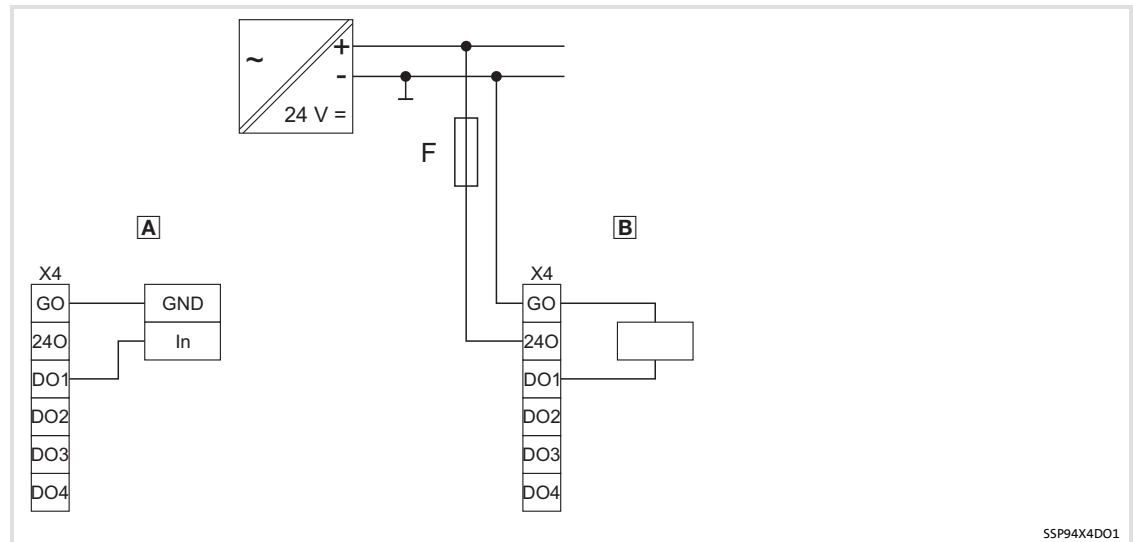 ~
+
-
24 V =
F
A
B
X4
GO
24O
DO1
DO2
DO3
DO4
GND
In
X4
GO
24O
DO1
DO2
DO3
DO4
SSP94X4DO1